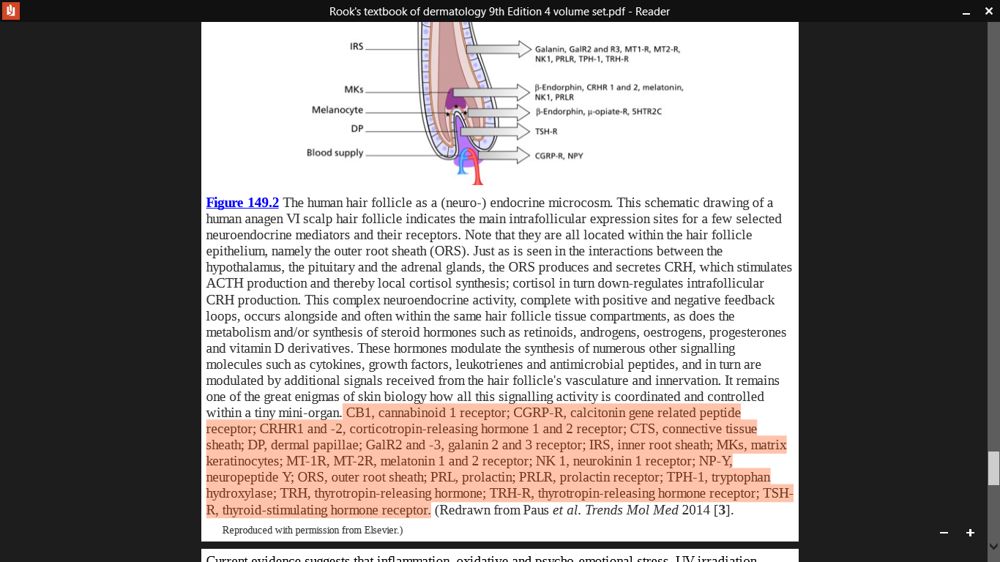 Rook's textbook of dermatology 9th Edition 4 volume set.pdf - Reader
IRS
Galanin, GalR2 and R3, MT1-R, MT2-R,
NK1, PRLR, TPH-1, TRH-R
MKs
β-Endorphin, CRHR 1 and 2, melatonin,
NK1, PRLR
Melanocyte
β-Endorphin, μ-opiate-R, 5HTR2C
DP
TSH-R
Blood supply
CGRP-R, NPY
Figure 149.2 The human hair follicle as a (neuro-) endocrine microcosm. This schematic drawing of a
human anagen VI scalp hair follicle indicates the main intrafollicular expression sites for a few selected
neuroendocrine mediators and their receptors. Note that they are all located within the hair follicle
epithelium, namely the outer root sheath (ORS). Just as is seen in the interactions between the
hypothalamus, the pituitary and the adrenal glands, the ORS produces and secretes CRH, which stimulates
ACTH production and thereby local cortisol synthesis; cortisol in turn down-regulates intrafollicular
CRH production. This complex neuroendocrine activity, complete with positive and negative feedback
loops, occurs alongside and often within the same hair follicle tissue compartments, as does the
metabolism and/or synthesis of steroid hormones such as retinoids, androgens, oestrogens, progesterones
and vitamin D derivatives. These hormones modulate the synthesis of numerous other signalling
molecules such as cytokines, growth factors, leukotrienes and antimicrobial peptides, and in turn are
modulated by additional signals received from the hair follicle's vasculature and innervation. It remains
one of the great enigmas of skin biology how all this signalling activity is coordinated and controlled
within a tiny mini-organ. CB1, cannabinoid 1 receptor; CGRP-R, calcitonin gene related peptide
receptor; CRHR1 and -2, corticotropin-releasing hormone 1 and 2 receptor; CTS, connective tissue
sheath; DP, dermal papillae; GalR2 and -3, galanin 2 and 3 receptor; IRS, inner root sheath; MKs, matrix
keratinocytes; MT-1R, MT-2R, melatonin 1 and 2 receptor; NK 1, neurokinin 1 receptor; NP-Y,
neuropeptide Y; ORS, outer root sheath; PRL, prolactin; PRLR, prolactin receptor; TPH-1, tryptophan
hydroxylase; TRH, thyrotropin-releasing hormone; TRH-R, thyrotropin-releasing hormone receptor; TSH-
R, thyroid-stimulating hormone receptor. (Redrawn from Paus et al. Trends Mol Med 2014 [3].
Reproduced with permission from Elsevier.)
Current evidence suggests that inflammation, oxidative and psycho-emotional stress, UV irradiation,